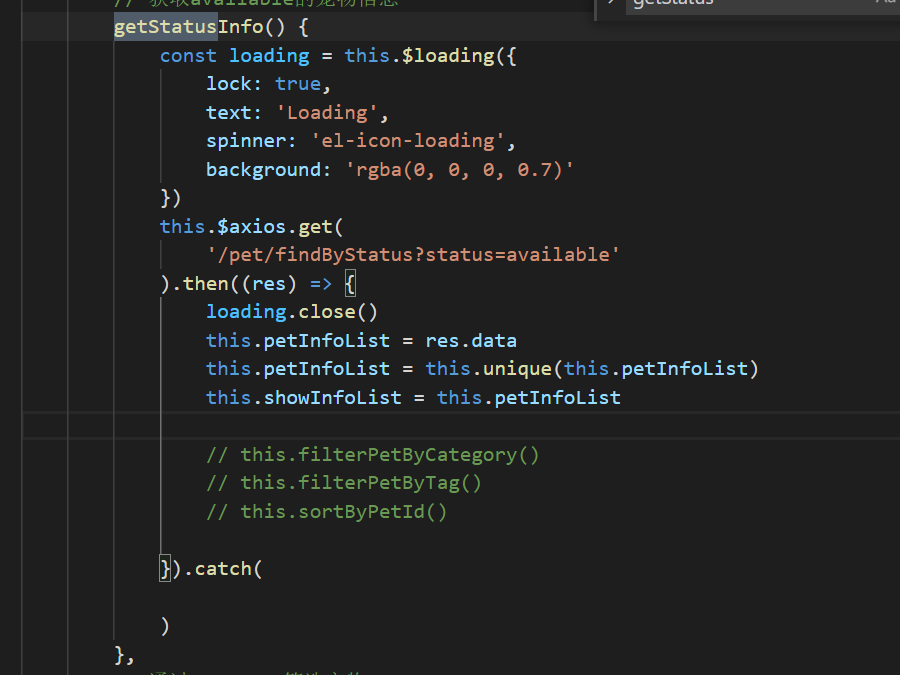 // 获取available的宠物信息
getStatus
getStatusInfo() {
const loading = this.$loading({
lock: true,
text: 'Loading',
spinner: 'el-icon-loading',
background: 'rgba(0, 0, 0, 0.7)'
})
this.$axios.get(
'/pet/findByStatus?status=available'
).then((res) => {
loading.close()
this.petInfoList = res.data
this.petInfoList = this.unique(this.petInfoList)
this.showInfoList = this.petInfoList
// this.filterPetByCategory()
// this.filterPetByTag()
// this.sortByPetId()
}).catch(
)
},